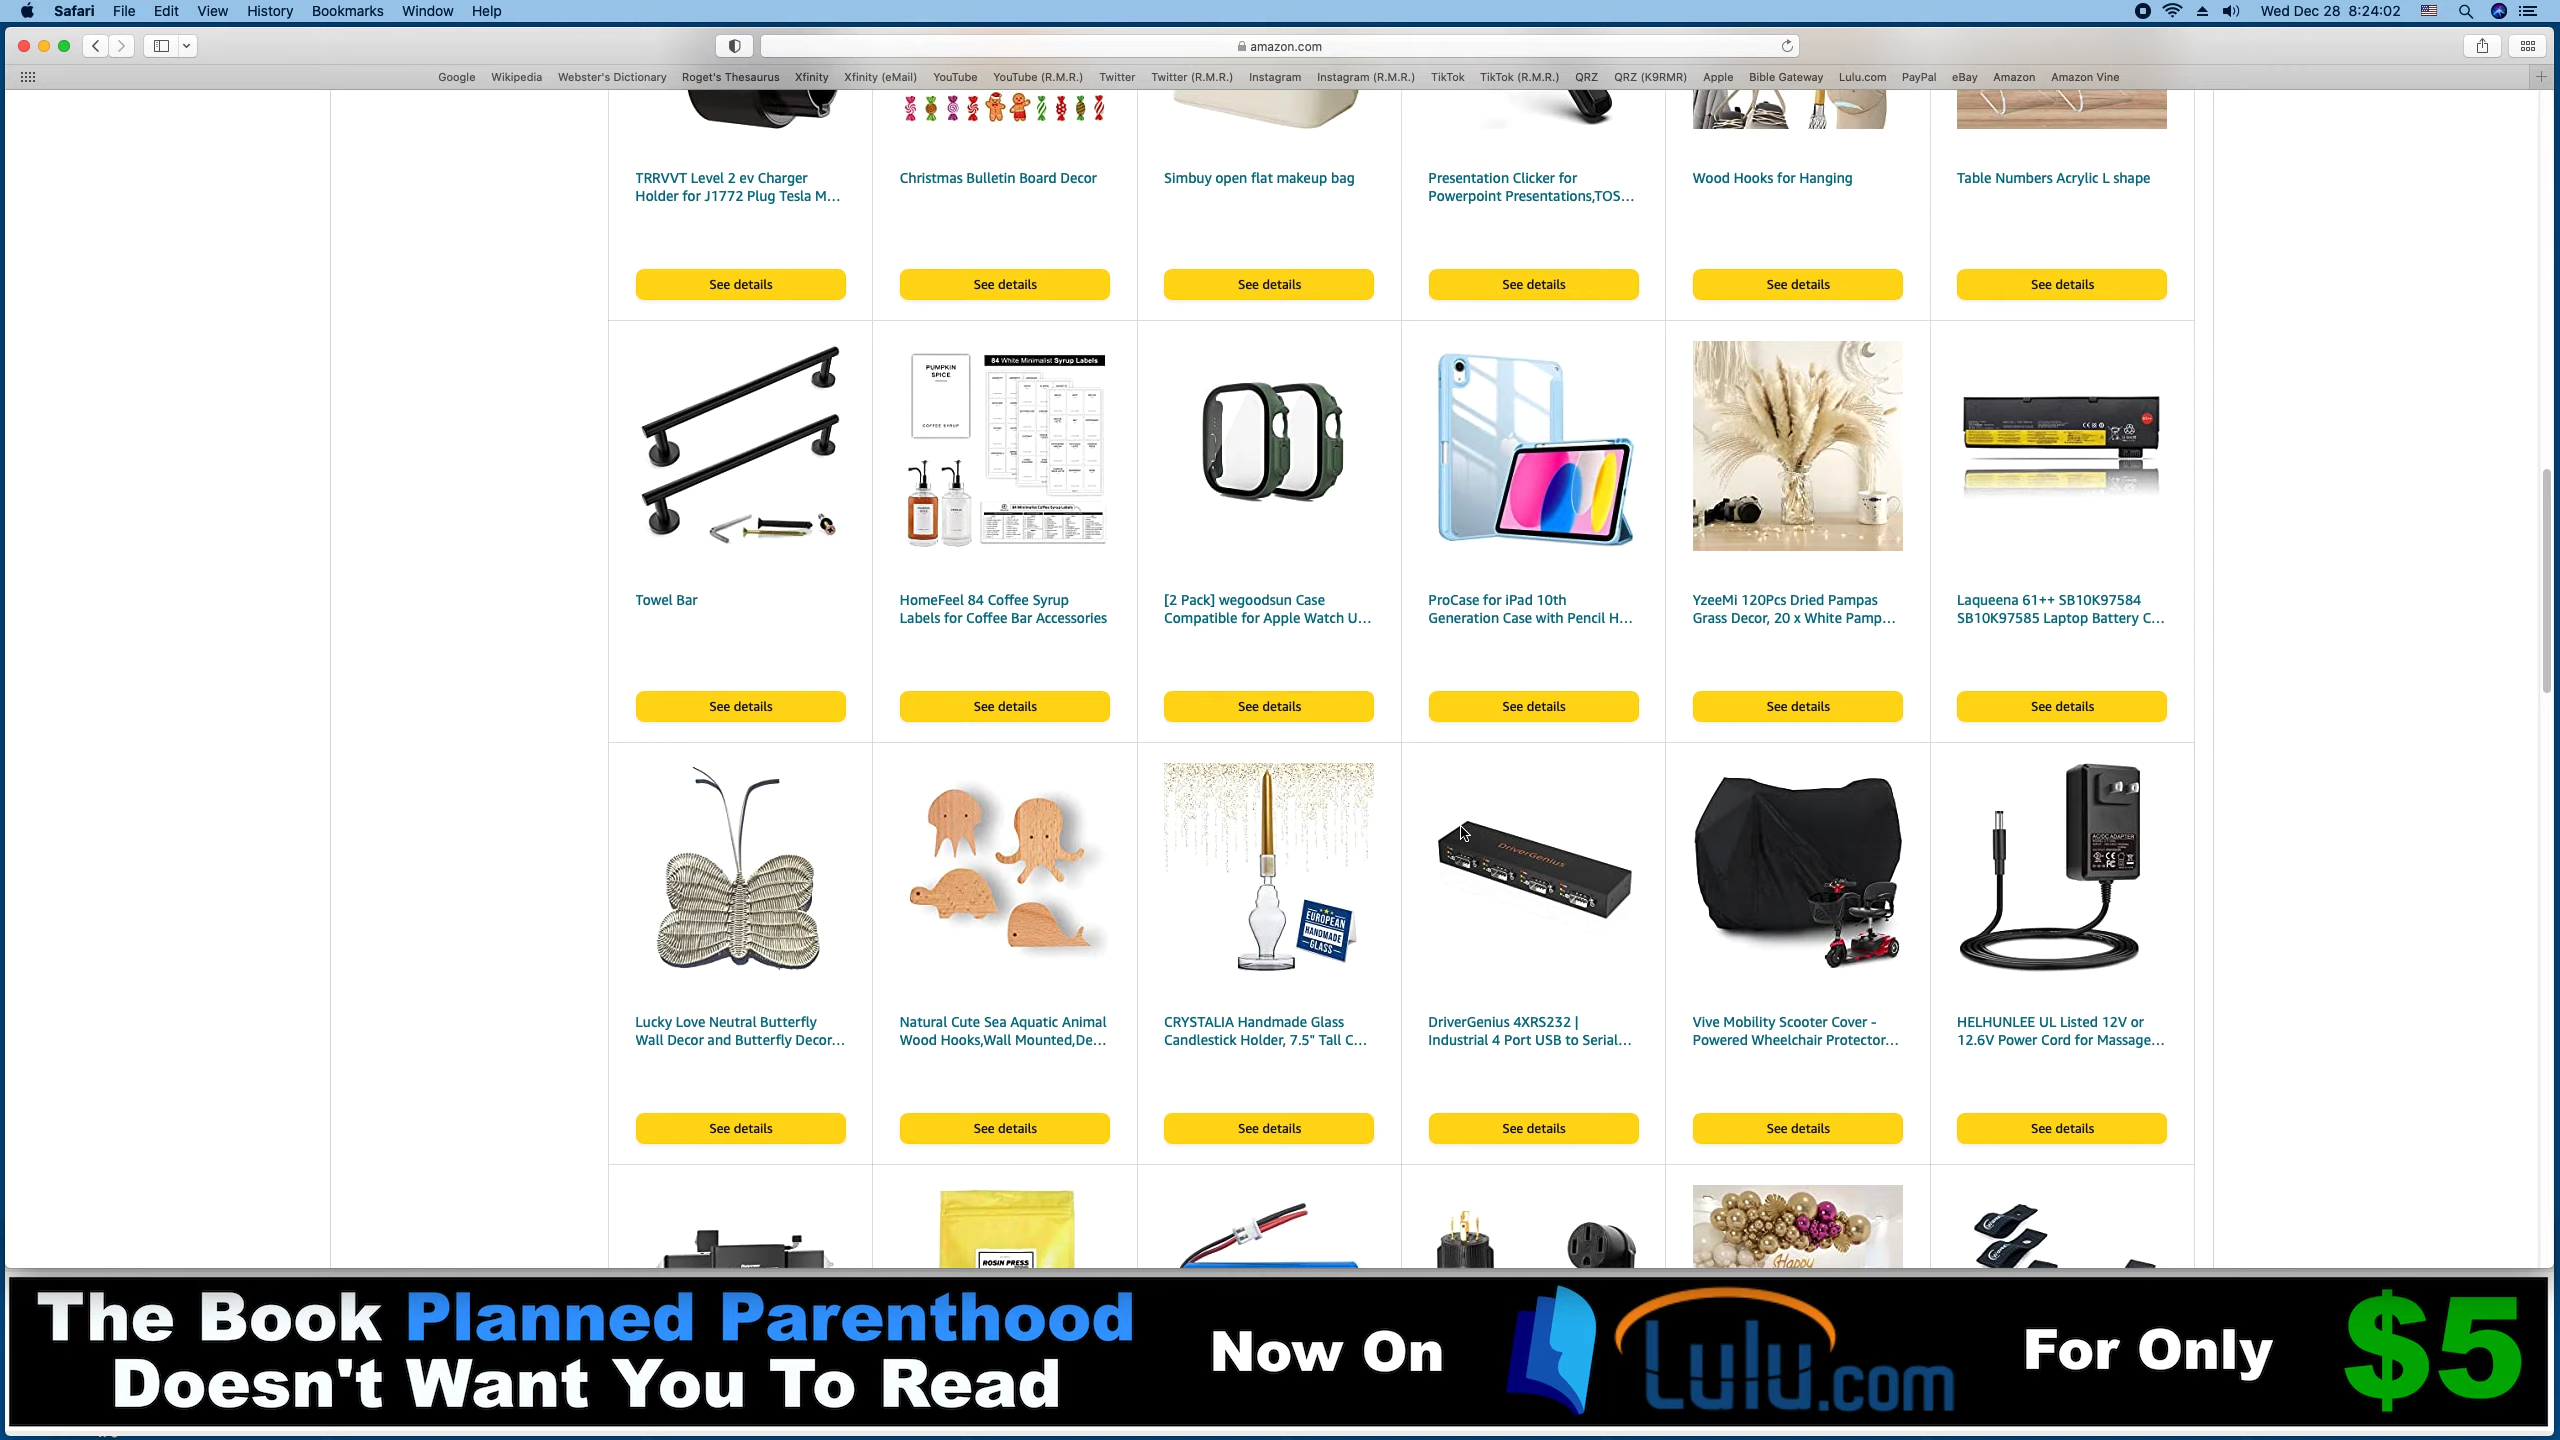 Safari File Edit View History Bookmarks Window Help
Wed Dec 28 8:24:02
amazon.com
Google Wikipedia Webster's Dictionary Roget's Thesaurus Xfinity Xfinity (eMail) YouTube YouTube (R.M.R.) Twitter Twitter (R.M.R.) Instagram Instagram (R.M.R.) TikTok TikTok (R.M.R.) QRZ QRZ (K9RMR) Apple Bible Gateway Lulu.com PayPal eBay Amazon Amazon Vine
TRRVVT Level 2 ev Charger
Holder for J1772 Plug Tesla M...
Christmas Bulletin Board Decor
Simbuy open flat makeup bag
Presentation Clicker for
Powerpoint Presentations,TOS...
Wood Hooks for Hanging
Table Numbers Acrylic L shape
See details See details See details See details See details See details
PUMPKIN
SPICE
COFFEE SYRUP
84 White Minimalist Syrup Labels
Towel Bar
HomeFeel 84 Coffee Syrup
Labels for Coffee Bar Accessories
[2 Pack] wegoodsun Case
Compatible for Apple Watch U...
ProCase for iPad 10th
Generation Case with Pencil H...
YzeeMi 120Pcs Dried Pampas
Grass Decor, 20 x White Pamp...
Laqueena 61++ SB10K97584
SB10K97585 Laptop Battery C...
See details See details See details See details See details See details
EUROPEAN
HANDMADE
GLASS
DriverGenius
AC/DC ADAPTER
Lucky Love Neutral Butterfly
Wall Decor and Butterfly Decor...
Natural Cute Sea Aquatic Animal
Wood Hooks,Wall Mounted,De...
CRYSTALIA Handmade Glass
Candlestick Holder, 7.5" Tall C...
DriverGenius 4XRS232 |
Industrial 4 Port USB to Serial...
Vive Mobility Scooter Cover -
Powered Wheelchair Protector...
HELHUNLEE UL Listed 12V or
12.6V Power Cord for Massage...
See details See details See details See details See details See details
ROSIN PRESS
Happy
The Book Planned Parenthood
Doesn't Want You To Read
Now On
Lulu.com
For Only
$5